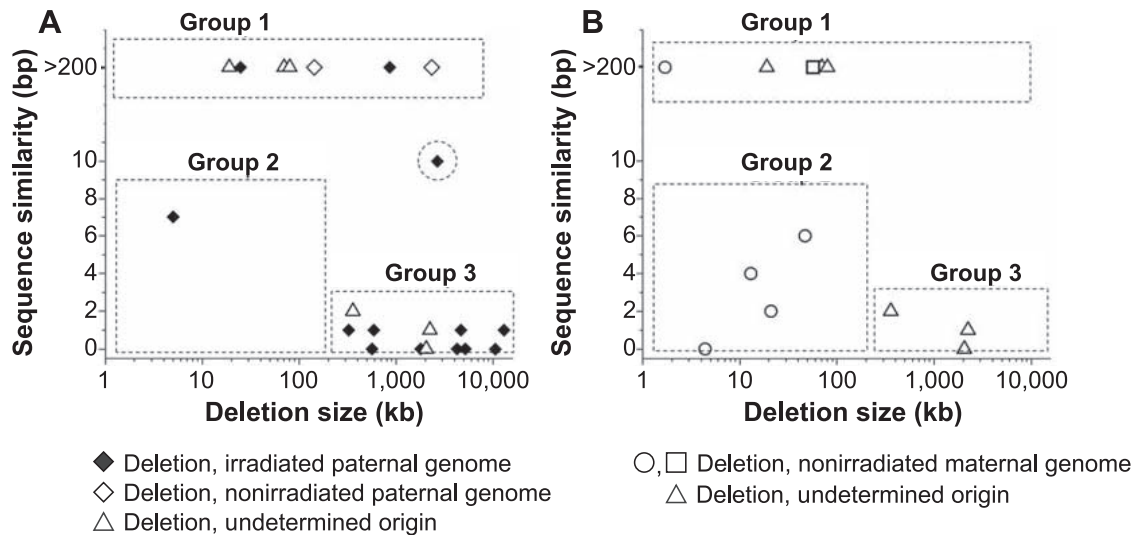 A
Group 1
Sequence similarity (bp)
>200
10
8
6
4
2
0
Group 2
Group 3
1
10
100
1,000
10,000
Deletion size (kb)
Deletion, irradiated paternal genome
Deletion, nonirradiated paternal genome
Deletion, undetermined origin
B
Group 1
Sequence similarity (bp)
>200
10
8
6
4
2
0
Group 2
Group 3
1
10
100
1,000
10,000
Deletion size (kb)
, Deletion, nonirradiated maternal genome
Deletion, undetermined origin